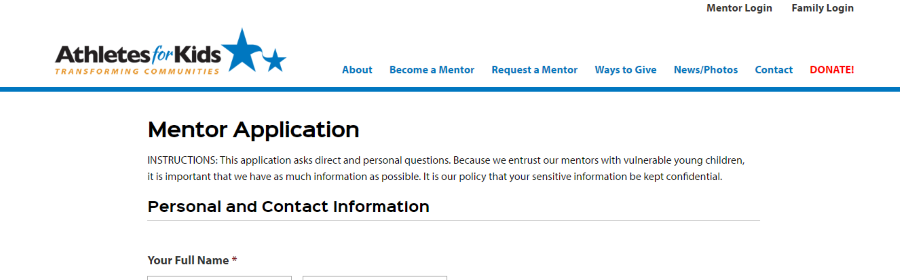 Mentor Login Family Login
Athletes for Kids
TRANSFORMING COMMUNITIES
About Become a Mentor Request a Mentor Ways to Give News/Photos Contact DONATE!
Mentor Application
INSTRUCTIONS: This application asks direct and personal questions. Because we entrust our mentors with vulnerable young children,
it is important that we have as much information as possible. It is our policy that your sensitive information be kept confidential.
Personal and Contact Information
Your Full Name *